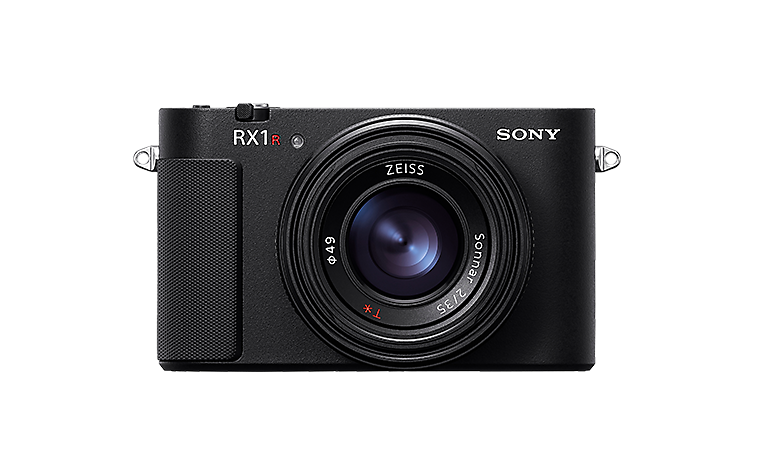 RX1R
SONY
ZEISS
Φ49
Sonnar 2/35
T*